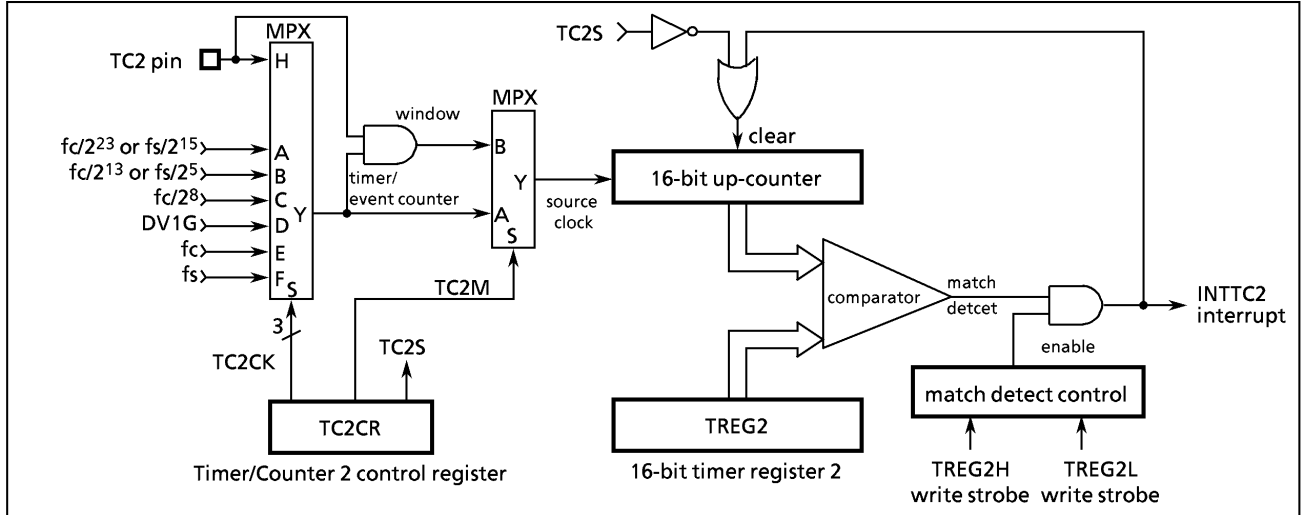 MPX
TC2 pin
H
TC2S
MPX
window
clear
fc/2²³ or fs/2¹⁵
A
B
fc/2¹³ or fs/2⁵
B
timer/
event counter
Y
16-bit up-counter
fc/2⁸
C
Y
source
clock
DV1G
D
A
S
fc
E
fs
F
S
TC2M
comparator
match
detcet
INTTC2
interrupt
3
TC2CK
TC2S
enable
match detect control
TC2CR
TREG2
Timer/Counter 2 control register
16-bit timer register 2
TREG2H
write strobe
TREG2L
write strobe